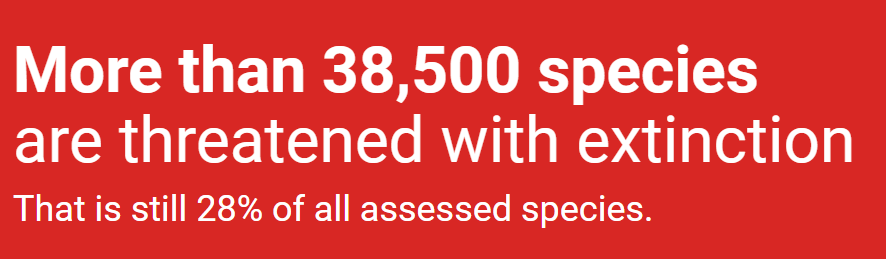 More than 38,500 species
are threatened with extinction
That is still 28% of all assessed species.